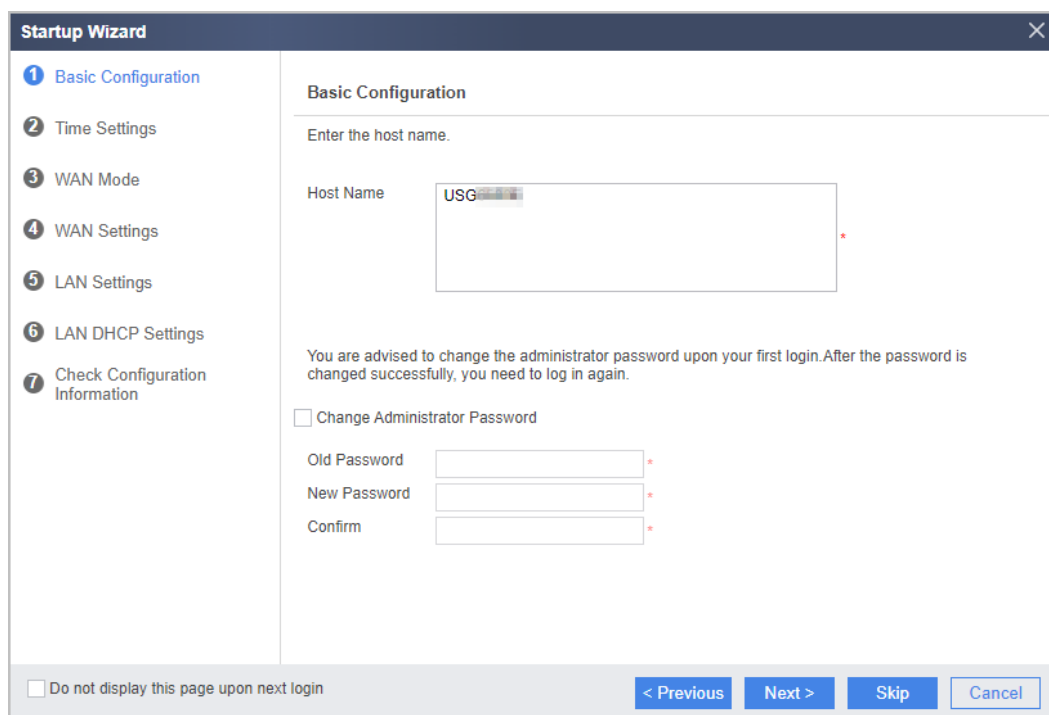 Startup Wizard
1 Basic Configuration
2 Time Settings
3 WAN Mode
4 WAN Settings
5 LAN Settings
6 LAN DHCP Settings
7 Check Configuration
Information
Basic Configuration
Enter the host name.
Host Name
USG
*
You are advised to change the administrator password upon your first login.After the password is
changed successfully, you need to log in again.
Change Administrator Password
Old Password *
New Password *
Confirm *
Do not display this page upon next login
< Previous Next > Skip Cancel